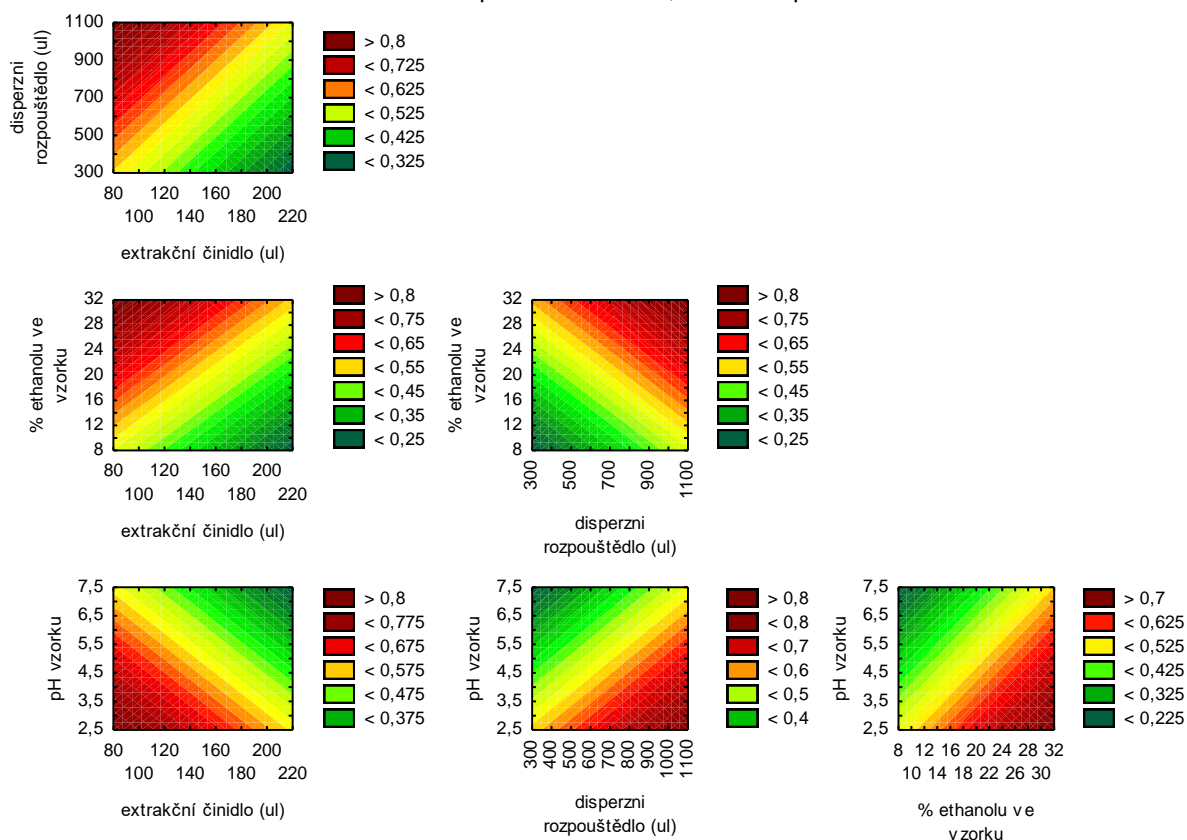 1100
900
700
500
300
disperzni
rozpouštědlo (ul)
80 120 160 200
100 140 180 220
extrakční činidlo (ul)
> 0,8
< 0,725
< 0,625
< 0,525
< 0,425
< 0,325
32
28
24
20
16
12
8
% ethanolu ve
vzorku
80 120 160 200
100 140 180 220
extrakční činidlo (ul)
> 0,8
< 0,75
< 0,65
< 0,55
< 0,45
< 0,35
< 0,25
32
28
24
20
16
12
8
% ethanolu ve
vzorku
300 500 700 900 1100
disperzni
rozpouštědlo (ul)
> 0,8
< 0,75
< 0,65
< 0,55
< 0,45
< 0,35
< 0,25
7,5
6,5
5,5
4,5
3,5
2,5
pH vzorku
80 120 160 200
100 140 180 220
extrakční činidlo (ul)
> 0,8
< 0,775
< 0,675
< 0,575
< 0,475
< 0,375
7,5
6,5
5,5
4,5
3,5
2,5
pH vzorku
300 400 500 600 700 800 900 1000 1100
disperzni
rozpouštědlo (ul)
> 0,8
< 0,8
< 0,7
< 0,6
< 0,5
< 0,4
7,5
6,5
5,5
4,5
3,5
2,5
pH vzorku
8 12 16 20 24 28 32
10 14 18 22 26 30
% ethanolu ve
vzorku
> 0,7
< 0,625
< 0,525
< 0,425
< 0,325
< 0,225